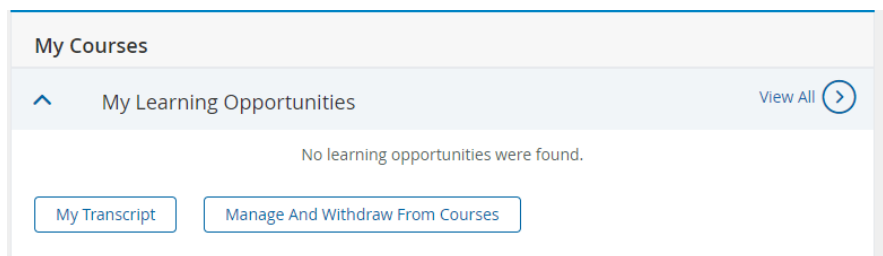 My Courses
My Learning Opportunities
View All
No learning opportunities were found.
My Transcript
Manage And Withdraw From Courses